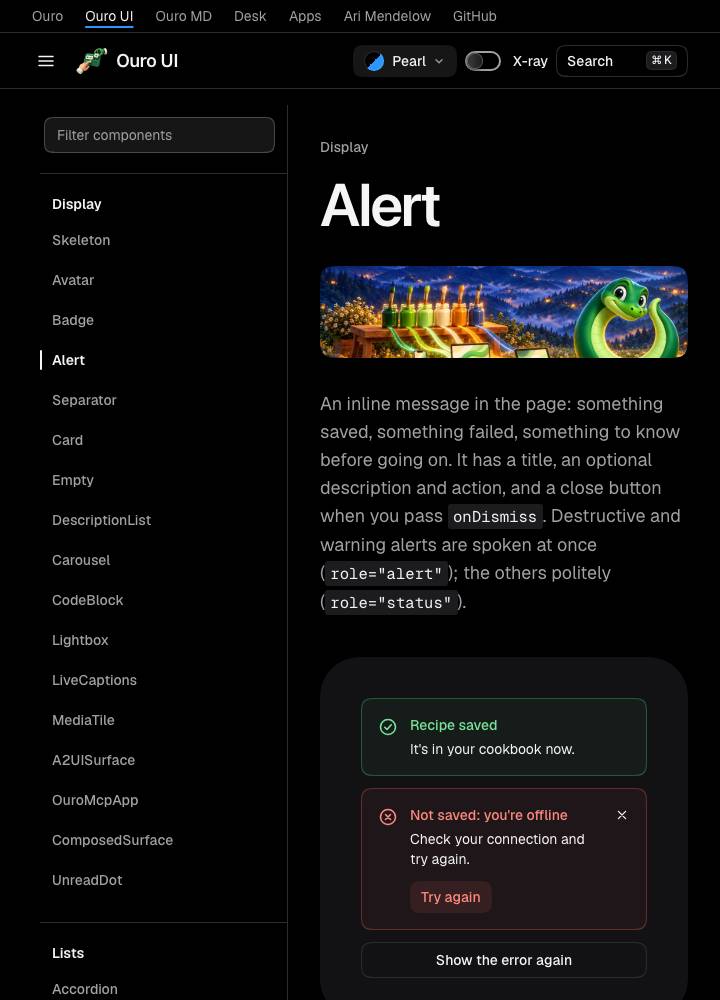 Ouro
Ouro UI
Ouro MD
Desk
Apps
Ari Mendelow
GitHub
Ouro UI
Pearl
X-ray
Search
⌘ K
Filter components
Display
Skeleton
Avatar
Badge
Alert
Separator
Card
Empty
DescriptionList
Carousel
CodeBlock
Lightbox
LiveCaptions
MediaTile
A2UISurface
OuroMcpApp
ComposedSurface
UnreadDot
Lists
Accordion
Display
Alert
An inline message in the page: something
saved, something failed, something to know
before going on. It has a title, an optional
description and action, and a close button
when you pass onDismiss. Destructive and
warning alerts are spoken at once
(role="alert"); the others politely
(role="status").
Recipe saved
It's in your cookbook now.
Not saved: you're offline
Check your connection and
try again.
Try again
Show the error again